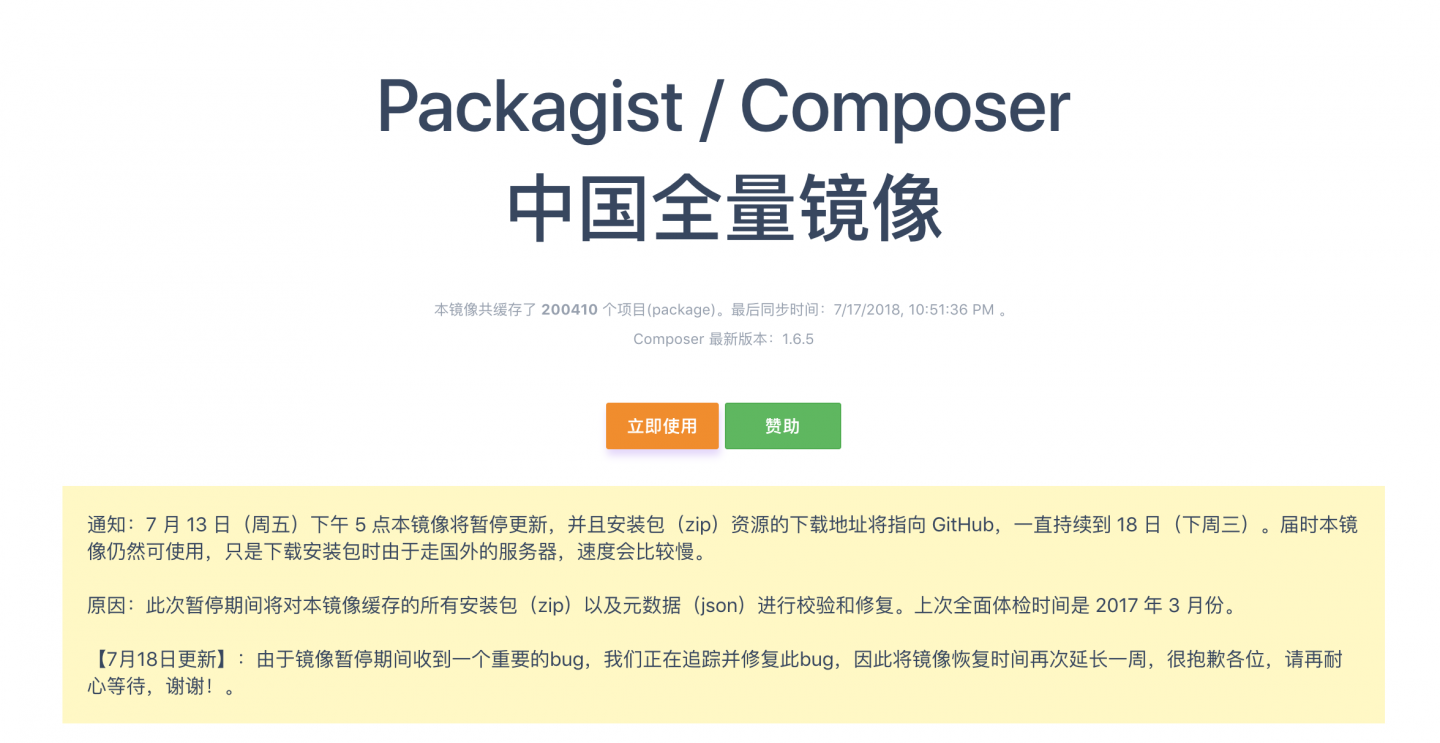 Packagist / Composer
中国全量镜像
本镜像共缓存了 200410 个项目(package)。最后同步时间：7/17/2018, 10:51:36 PM 。
Composer 最新版本：1.6.5
立即使用
赞助
通知：7 月 13 日（周五）下午 5 点本镜像将暂停更新，并且安装包（zip）资源的下载地址将指向 GitHub，一直持续到 18 日（下周三）。届时本镜
像仍然可使用，只是下载安装包时由于走国外的服务器，速度会比较慢。
原因：此次暂停期间将对本镜像缓存的所有安装包（zip）以及元数据（json）进行校验和修复。上次全面体检时间是 2017 年 3 月份。
【7月18日更新】：由于镜像暂停期间收到一个重要的bug，我们正在追踪并修复此bug，因此将镜像恢复时间再次延长一周，很抱歉各位，请再耐
心等待，谢谢！。